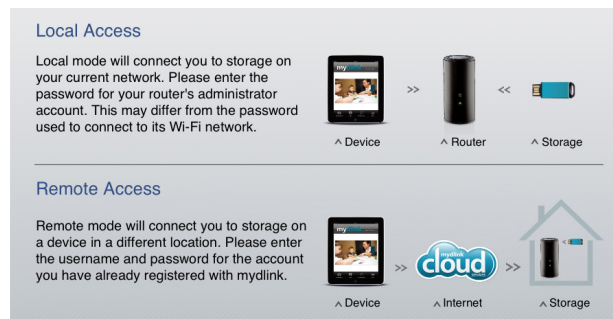 Local Access
Local mode will connect you to storage on
your current network. Please enter the
password for your router's administrator
account. This may differ from the password
used to connect to its Wi-Fi network.
>>
<<
^ Device
^ Router
^ Storage
Remote Access
Remote mode will connect you to storage on
a device in a different location. Please enter
the username and password for the account
you have already registered with mydlink.
>>
mydlink
cloud
>>
^ Device
^ Internet
^ Storage